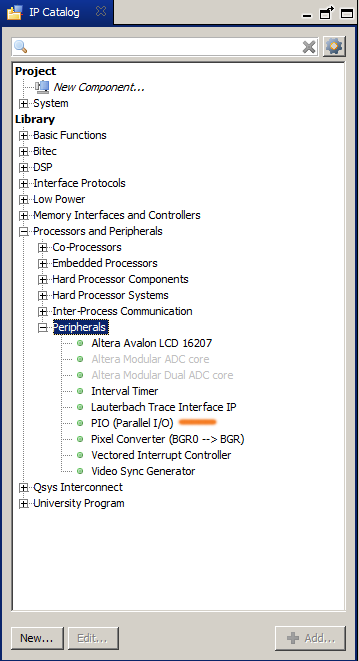 IP Catalog
Project
New Component...
System
Library
Basic Functions
Bitec
DSP
Interface Protocols
Low Power
Memory Interfaces and Controllers
Processors and Peripherals
Co-Processors
Embedded Processors
Hard Processor Components
Hard Processor Systems
Inter-Process Communication
Peripherals
Altera Avalon LCD 16207
Altera Modular ADC core
Altera Modular Dual ADC core
Interval Timer
Lauterbach Trace Interface IP
PIO (Parallel I/O)
Pixel Converter (BGR0 --> BGR)
Vectored Interrupt Controller
Video Sync Generator
Qsys Interconnect
University Program
New... Edit... Add...